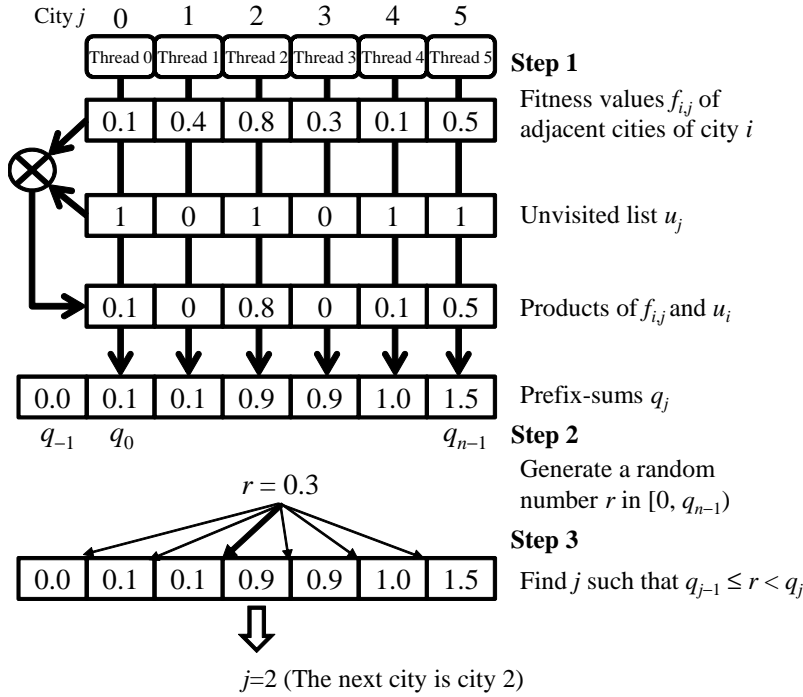 City j 0 1 2 3 4 5
Thread 0 Thread 1 Thread 2 Thread 3 Thread 4 Thread 5
Step 1
0.1 0.4 0.8 0.3 0.1 0.5
Fitness values f_{i,j} of
adjacent cities of city i
1 0 1 0 1 1
Unvisited list u_j
0.1 0 0.8 0 0.1 0.5
Products of f_{i,j} and u_i
0.0 0.1 0.1 0.9 0.9 1.0 1.5
Prefix-sums q_j
q_{−1} q_0 q_{n−1}
Step 2
Generate a random
number r in [0, q_{n−1})
r = 0.3
Step 3
0.0 0.1 0.1 0.9 0.9 1.0 1.5
Find j such that q_{j−1} ≤ r < q_j
j=2 (The next city is city 2)